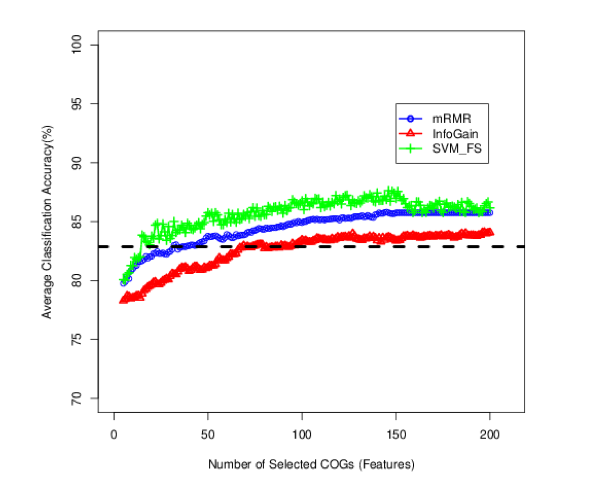 100
95
90
85
80
75
70
Average Classification Accuracy(%)
mRMR
InfoGain
SVM_FS
0 50 100 150 200
Number of Selected COGs (Features)